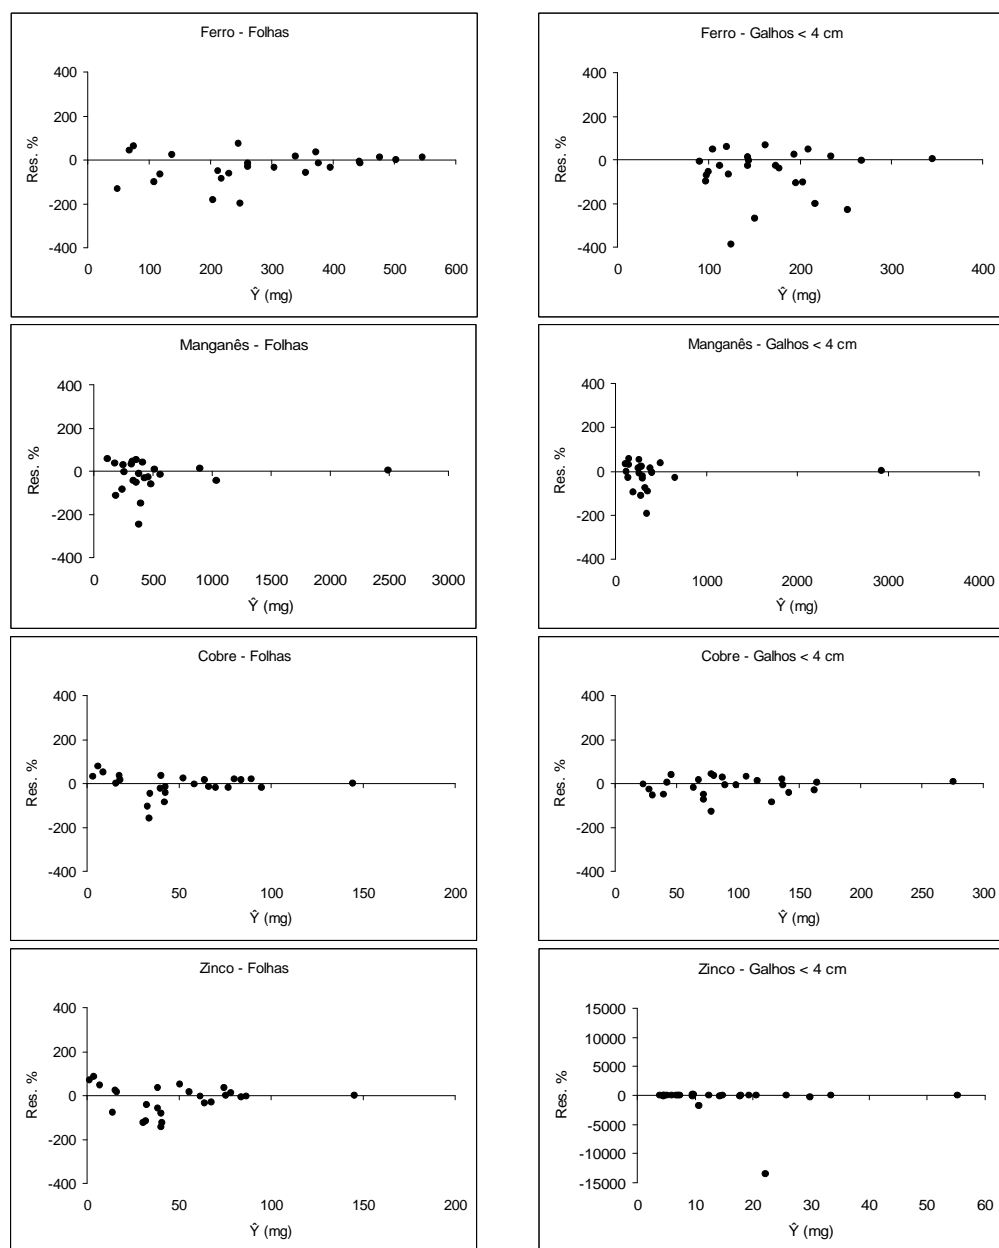 Ferro - Folhas
400
200
0
-200
-400
Res. %
0 100 200 300 400 500 600
Ŷ (mg)
Ferro - Galhos < 4 cm
400
200
0
-200
-400
Res. %
0 100 200 300 400
Ŷ (mg)
Manganês - Folhas
400
200
0
-200
-400
Res. %
0 500 1000 1500 2000 2500 3000
Ŷ (mg)
Manganês - Galhos < 4 cm
400
200
0
-200
-400
Res. %
0 1000 2000 3000 4000
Ŷ (mg)
Cobre - Folhas
400
200
0
-200
-400
Res. %
0 50 100 150 200
Ŷ (mg)
Cobre - Galhos < 4 cm
400
200
0
-200
-400
Res. %
0 50 100 150 200 250 300
Ŷ (mg)
Zinco - Folhas
400
200
0
-200
-400
Res. %
0 50 100 150 200
Ŷ (mg)
Zinco - Galhos < 4 cm
15000
10000
5000
0
-5000
-10000
-15000
Res. %
0 10 20 30 40 50 60
Ŷ (mg)